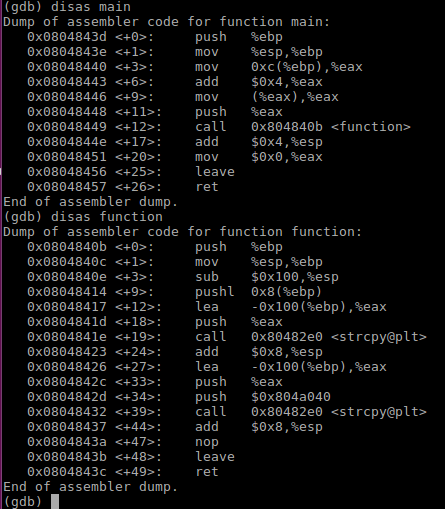 (gdb) disas main
Dump of assembler code for function main:
   0x0804843d <+0>:     push   %ebp
   0x0804843e <+1>:     mov    %esp,%ebp
   0x08048440 <+3>:     mov    0xc(%ebp),%eax
   0x08048443 <+6>:     add    $0x4,%eax
   0x08048446 <+9>:     mov    (%eax),%eax
   0x08048448 <+11>:    push   %eax
   0x08048449 <+12>:    call   0x804840b <function>
   0x0804844e <+17>:    add    $0x4,%esp
   0x08048451 <+20>:    mov    $0x0,%eax
   0x08048456 <+25>:    leave
   0x08048457 <+26>:    ret
End of assembler dump.
(gdb) disas function
Dump of assembler code for function function:
   0x0804840b <+0>:     push   %ebp
   0x0804840c <+1>:     mov    %esp,%ebp
   0x0804840e <+3>:     sub    $0x100,%esp
   0x08048414 <+9>:     pushl  0x8(%ebp)
   0x08048417 <+12>:    lea    -0x100(%ebp),%eax
   0x0804841d <+18>:    push   %eax
   0x0804841e <+19>:    call   0x80482e0 <strcpy@plt>
   0x08048423 <+24>:    add    $0x8,%esp
   0x08048426 <+27>:    lea    -0x100(%ebp),%eax
   0x0804842c <+33>:    push   %eax
   0x0804842d <+34>:    push   $0x804a040
   0x08048432 <+39>:    call   0x80482e0 <strcpy@plt>
   0x08048437 <+44>:    add    $0x8,%esp
   0x0804843a <+47>:    nop
   0x0804843b <+48>:    leave
   0x0804843c <+49>:    ret
End of assembler dump.
(gdb)